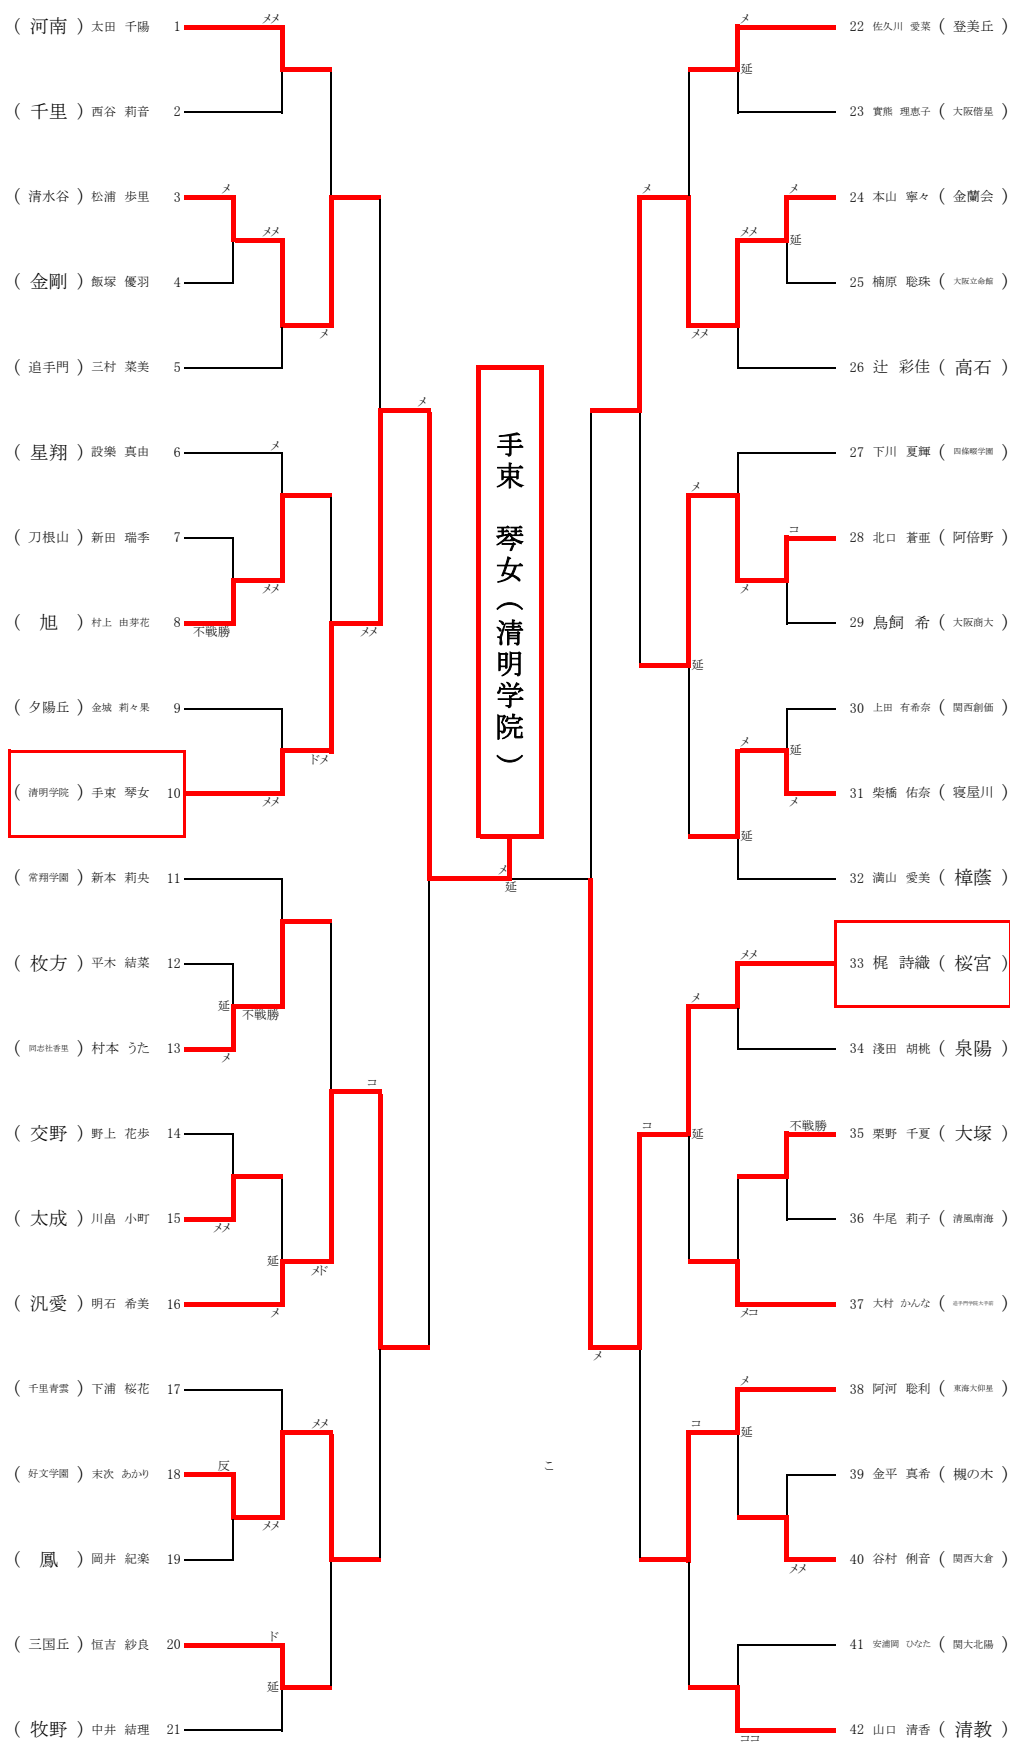 ( 河南 ) 太田 千陽 1
( 千里 ) 西谷 莉音 2
( 清水谷 ) 松浦 歩里 3
( 金剛 ) 飯塚 優羽 4
( 追手門 ) 三村 菜美 5
( 星翔 ) 設樂 真由 6
( 刀根山 ) 新田 瑞季 7
( 旭 ) 村上 由芽花 8
( 夕陽丘 ) 金城 莉々果 9
( 清明学院 ) 手束 琴女 10
( 常翔学園 ) 新本 莉央 11
( 枚方 ) 平木 結菜 12
( 同志社香里 ) 村本 うた 13
( 交野 ) 野上 花歩 14
( 太成 ) 川畠 小町 15
( 汎愛 ) 明石 希美 16
( 千里青雲 ) 下浦 桜花 17
( 好文学園 ) 末次 あかり 18
( 鳳 ) 岡井 紀楽 19
( 三国丘 ) 恒吉 紗良 20
( 牧野 ) 中井 結理 21
メメ
メ
メメ
メ
メ
メメ
不戦勝
メメ
ドメ
メメ
メ
延
不戦勝
メ
コ
メメ
延
メド
メ
メメ
反
メメ
ド
延
手束 琴女(清明学院)
メ
延
こ
22 佐久川 愛菜 ( 登美丘 )
23 實熊 理恵子 ( 大阪偕星 )
24 本山 寧々 ( 金蘭会 )
25 楠原 聡珠 ( 大阪立命館 )
26 辻 彩佳 ( 高石 )
27 下川 夏輝 ( 四條畷学園 )
28 北口 蒼亜 ( 阿倍野 )
29 鳥飼 希 ( 大阪商大 )
30 上田 有希奈 ( 関西創価 )
31 柴橋 佑奈 ( 寝屋川 )
32 満山 愛美 ( 樟蔭 )
33 梶 詩織 ( 桜宮 )
34 淺田 胡桃 ( 泉陽 )
35 栗野 千夏 ( 大塚 )
36 牛尾 莉子 ( 清風南海 )
37 大村 かんな ( 追手門学院大手前 )
38 阿河 聡利 ( 東海大仰星 )
39 金平 真希 ( 槻の木 )
40 谷村 俐音 ( 関西大倉 )
41 安浦岡 ひなた ( 関大北陽 )
42 山口 清香 ( 清教 )
メ
延
メ
メ
メメ
延
メメ
メ
コ
メ
延
メ
延
メ
延
メメ
メ
不戦勝
コ
延
メコ
メ
メ
コ
延
メメ
ココ